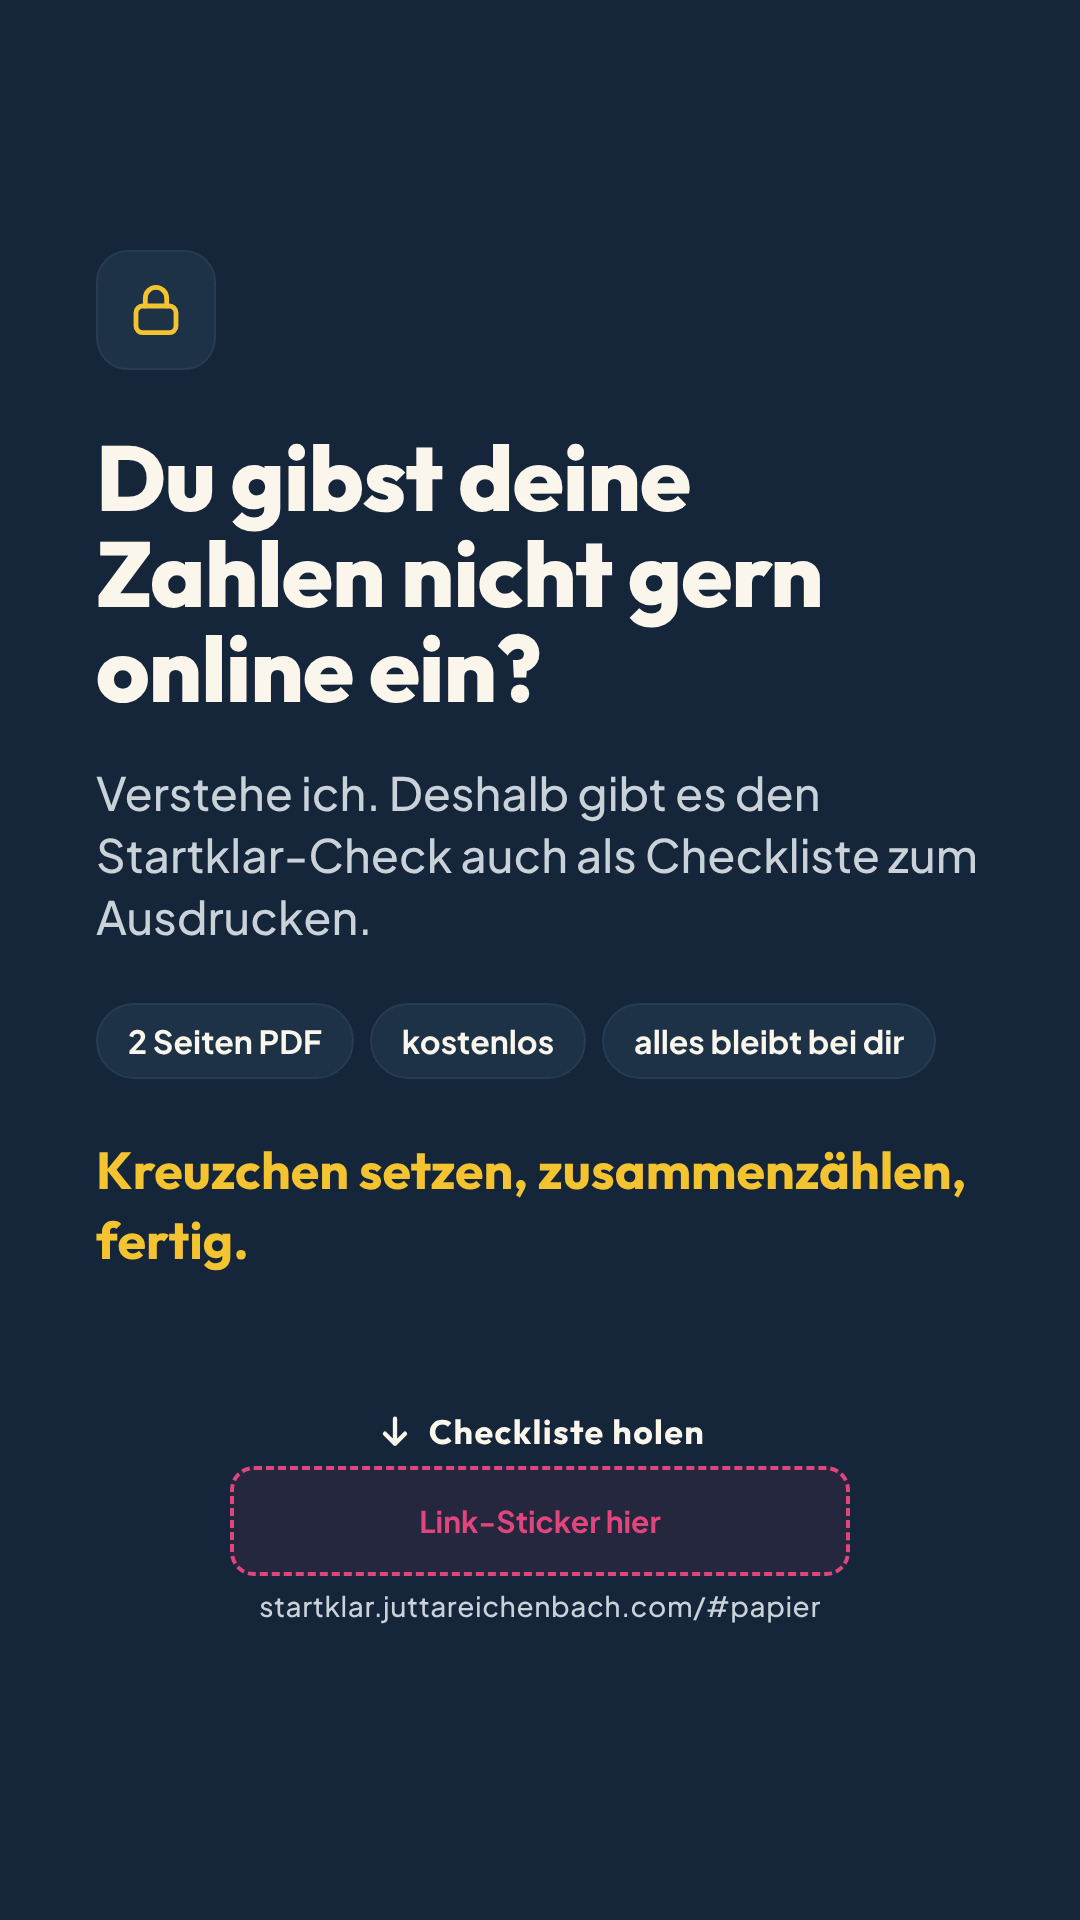 Du gibst deine
Zahlen nicht gern
online ein?
Verstehe ich. Deshalb gibt es den
Startklar-Check auch als Checkliste zum
Ausdrucken.
2 Seiten PDF kostenlos alles bleibt bei dir
Kreuzchen setzen, zusammenzählen,
fertig.
↓ Checkliste holen
Link-Sticker hier
startklar.juttareichenbach.com/#papier